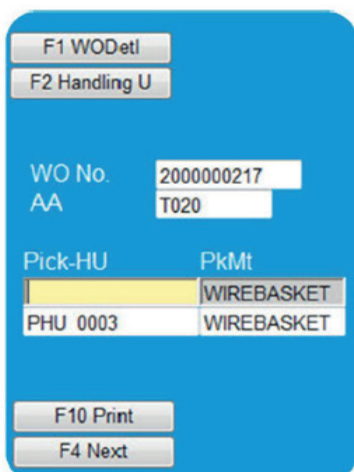 F1 WODetl
F2 Handling U
WO No. 2000000217
AA T020
Pick-HU PkMt
WIREBASKET
PHU 0003 WIREBASKET
F10 Print
F4 Next